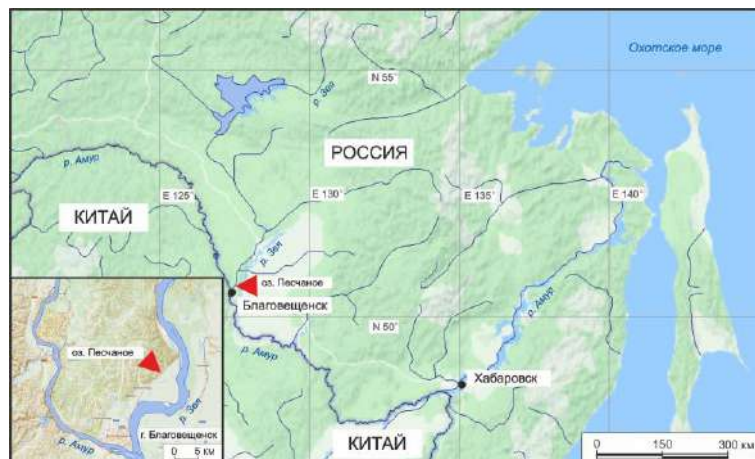 Охотское море
N 55°
р. Зея
РОССИЯ
р. Амур
E 125°
E 130°
E 135°
E 140°
КИТАЙ
р. Зея
оз. Песчаное
Благовещенск
N 50°
р. Амур
р. Амур
Хабаровск
КИТАЙ
0 150 300 км
оз. Песчаное
р. Зея
г. Благовещенск
р. Амур
0 5 км